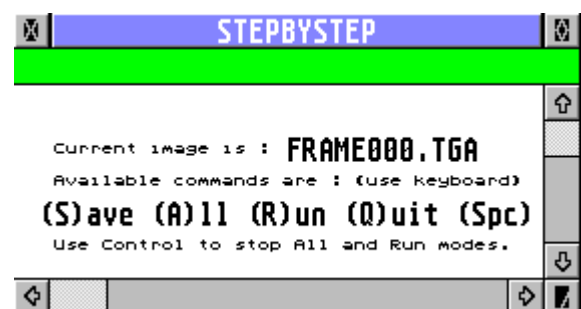 STEPBYSTEP
Current image is : FRAME000.TGA
Available commands are : (use keyboard)
(S)ave (A)ll (R)un (Q)uit (Spc)
Use Control to stop All and Run modes.